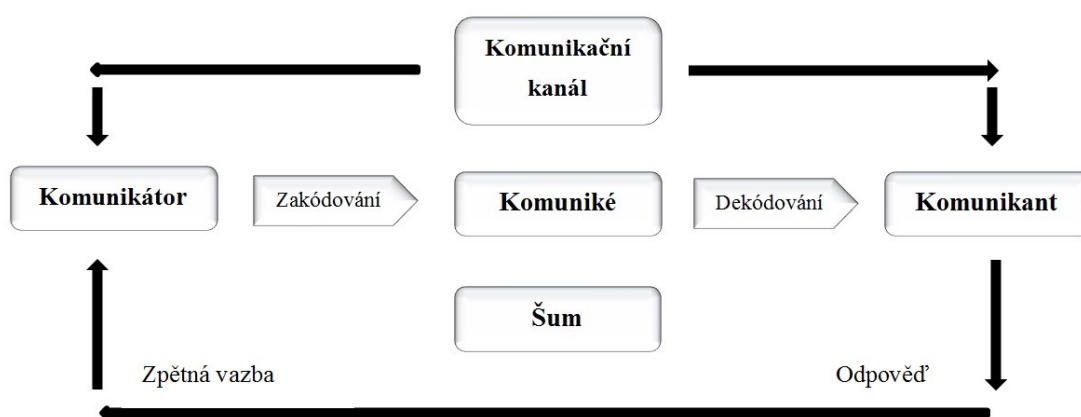 Komunikační
kanál
Komunikátor
Zakódování
Komuniké
Dekódování
Komunikant
Šum
Zpětná vazba
Odpověď